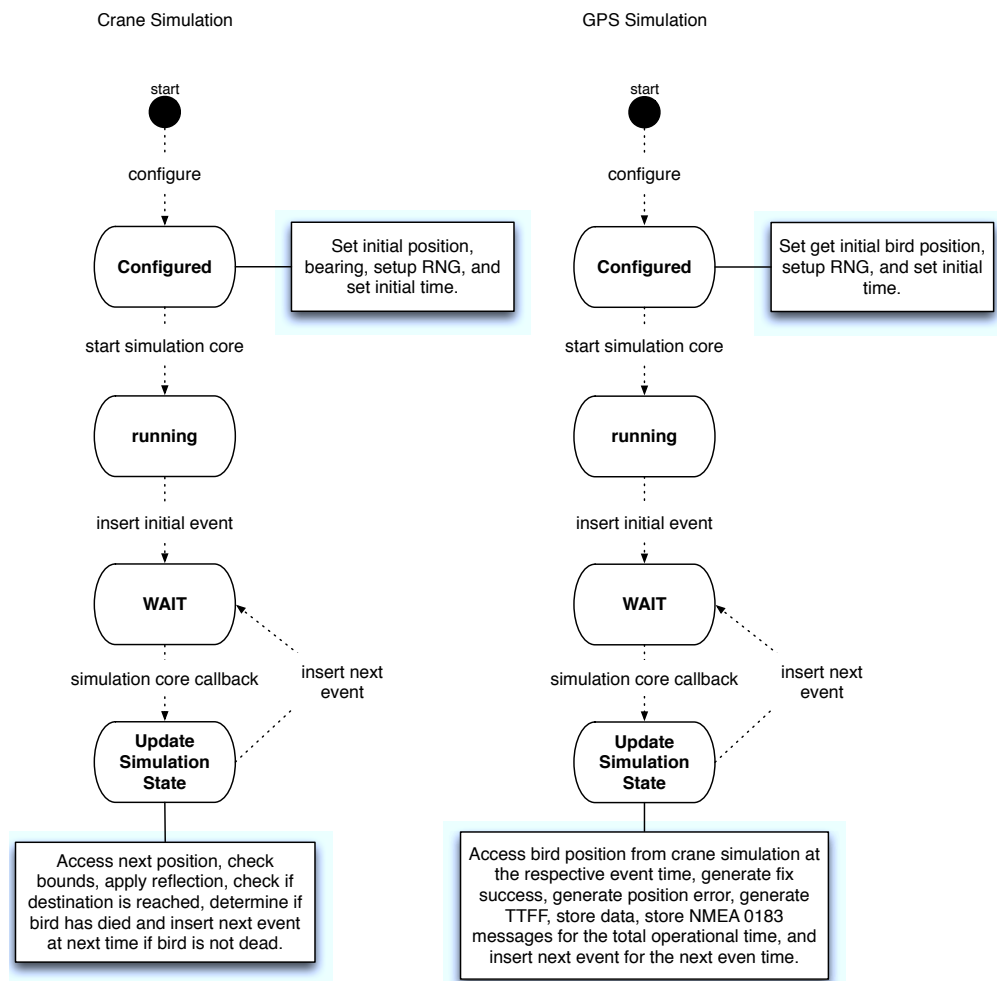 Crane Simulation
start
configure
Configured
Set initial position,
bearing, setup RNG, and
set initial time.
start simulation core
running
insert initial event
WAIT
simulation core callback
insert next
event
Update
Simulation
State
Access next position, check
bounds, apply reflection, check if
destination is reached, determine if
bird has died and insert next event
at next time if bird is not dead.
GPS Simulation
start
configure
Configured
Set get initial bird position,
setup RNG, and set initial
time.
start simulation core
running
insert initial event
WAIT
simulation core callback
insert next
event
Update
Simulation
State
Access bird position from crane simulation at
the respective event time, generate fix
success, generate position error, generate
TTFF, store data, store NMEA 0183
messages for the total operational time, and
insert next event for the next even time.